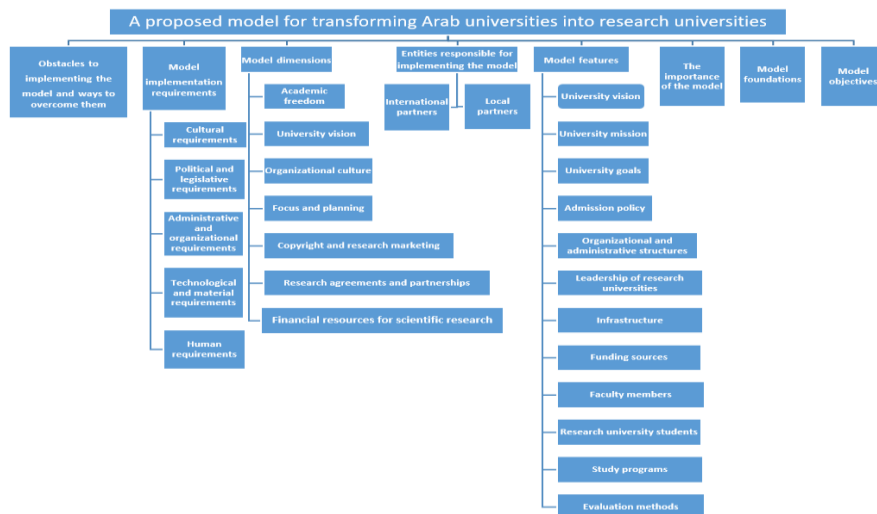 A proposed model for transforming Arab universities into research universities
Obstacles to
implementing the
model and ways to
overcome them
Model
implementation
requirements
Cultural
requirements
Political and
legislative
requirements
Administrative
and
organizational
requirements
Technological
and material
requirements
Human
requirements
Model dimensions
Academic
freedom
University vision
Organizational culture
Focus and planning
Copyright and research marketing
Research agreements and partnerships
Financial resources for scientific research
Entities responsible for
implementing the model
International
partners
Local
partners
Model features
University vision
University mission
University goals
Admission policy
Organizational and
administrative structures
Leadership of research
universities
Infrastructure
Funding sources
Faculty members
Research university students
Study programs
Evaluation methods
The
importance
of the model
Model
foundations
Model
objectives